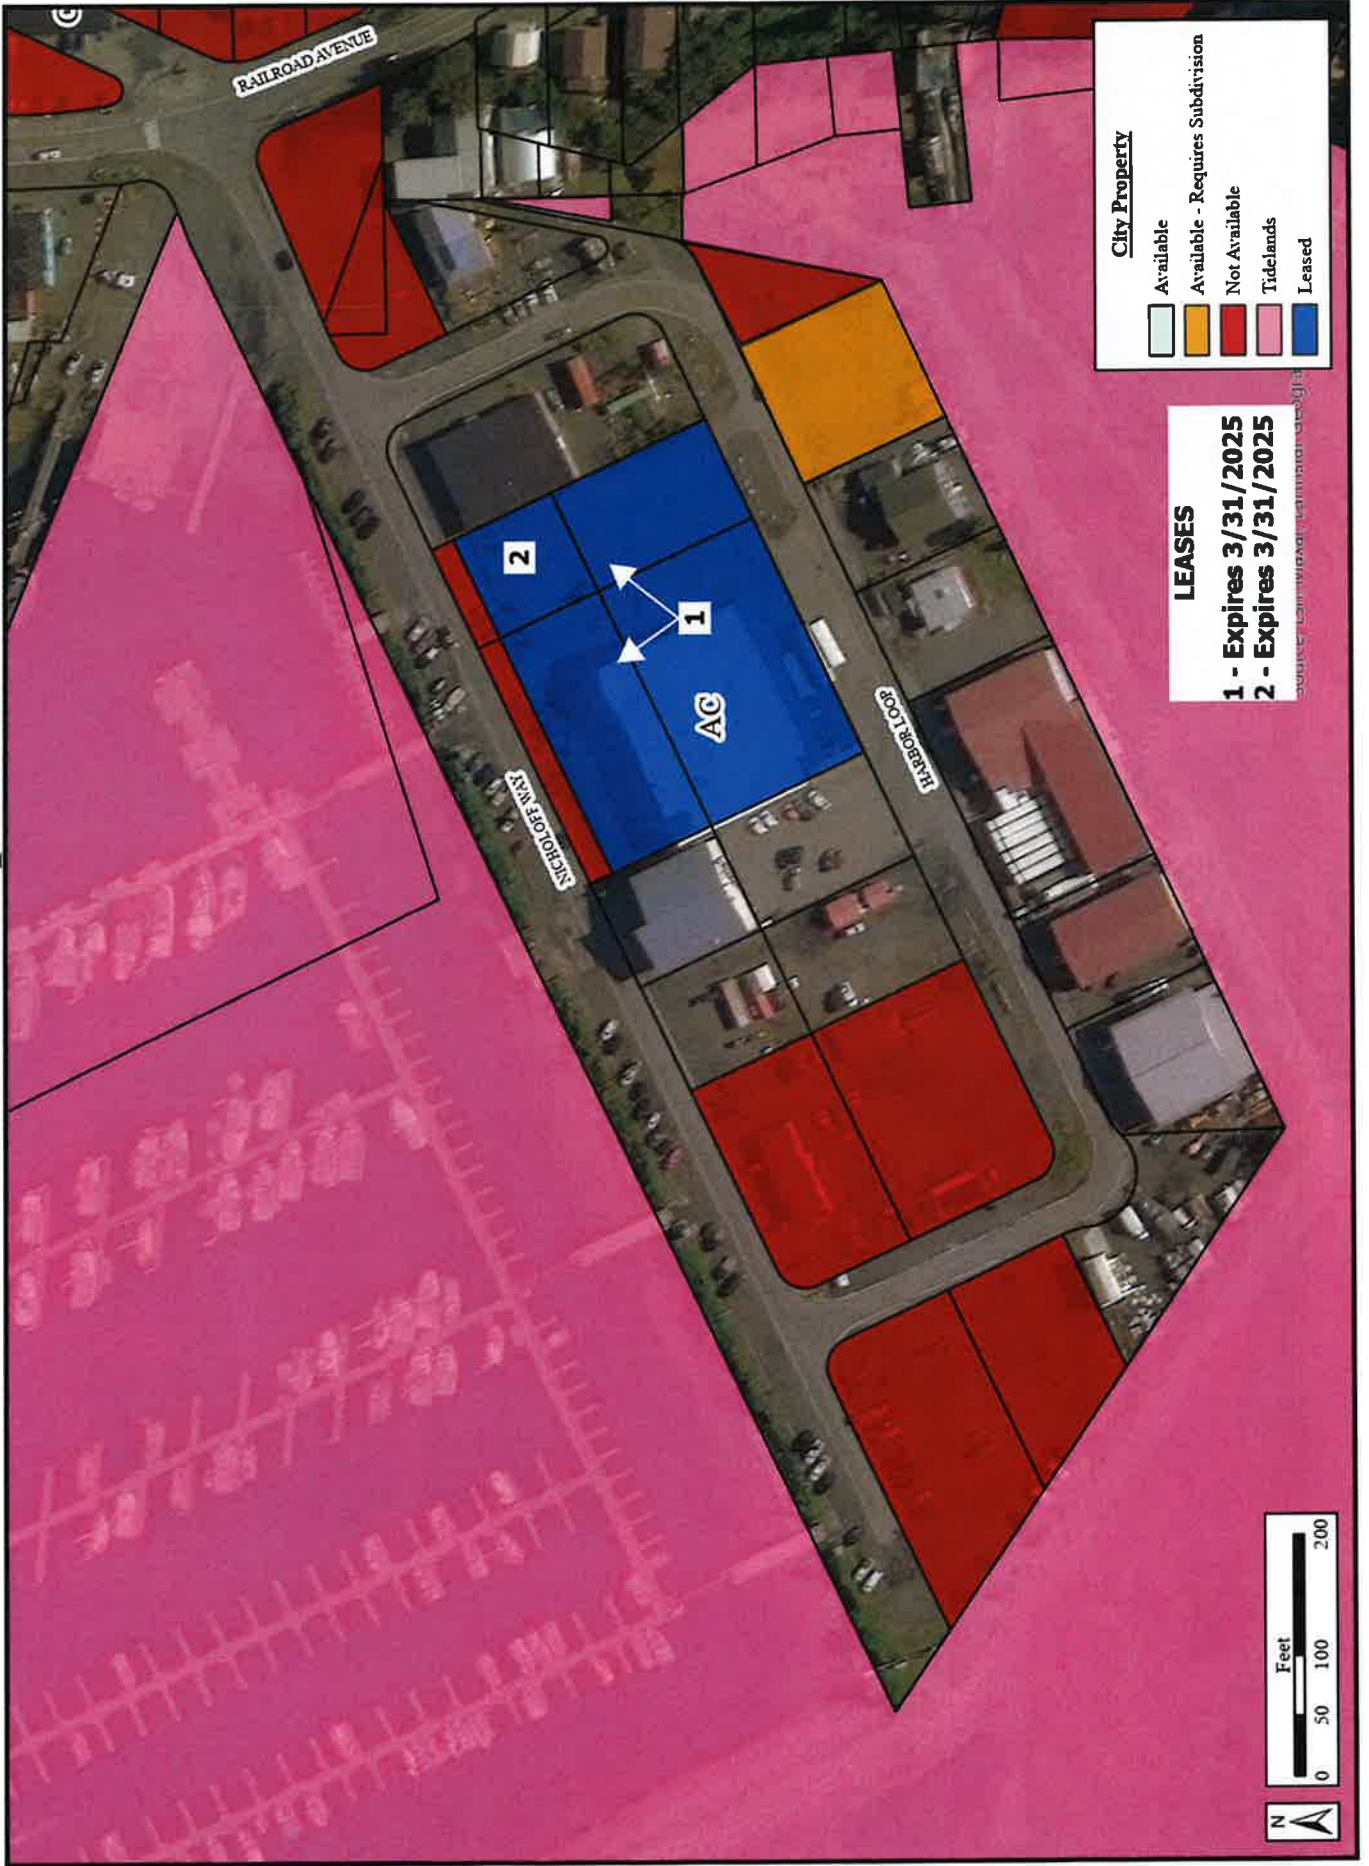 RAILROAD AVENUE
NICHOLOFF WAY
HARBOR LOOP
AC
2
1
City Property
Available
Available - Requires Subdivision
Not Available
Tidelands
Leased
LEASES
1 - Expires 3/31/2025
2 - Expires 3/31/2025
N
Feet
0 50 100 200